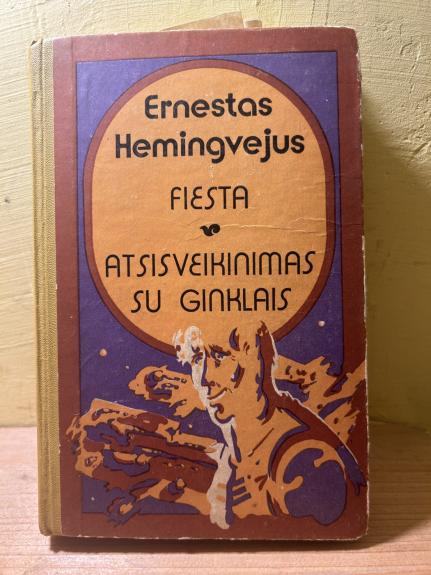 Ernestas
Hemingvejus
FIESTA
ATSISVEIKINIMAS
SU GINKLAIS